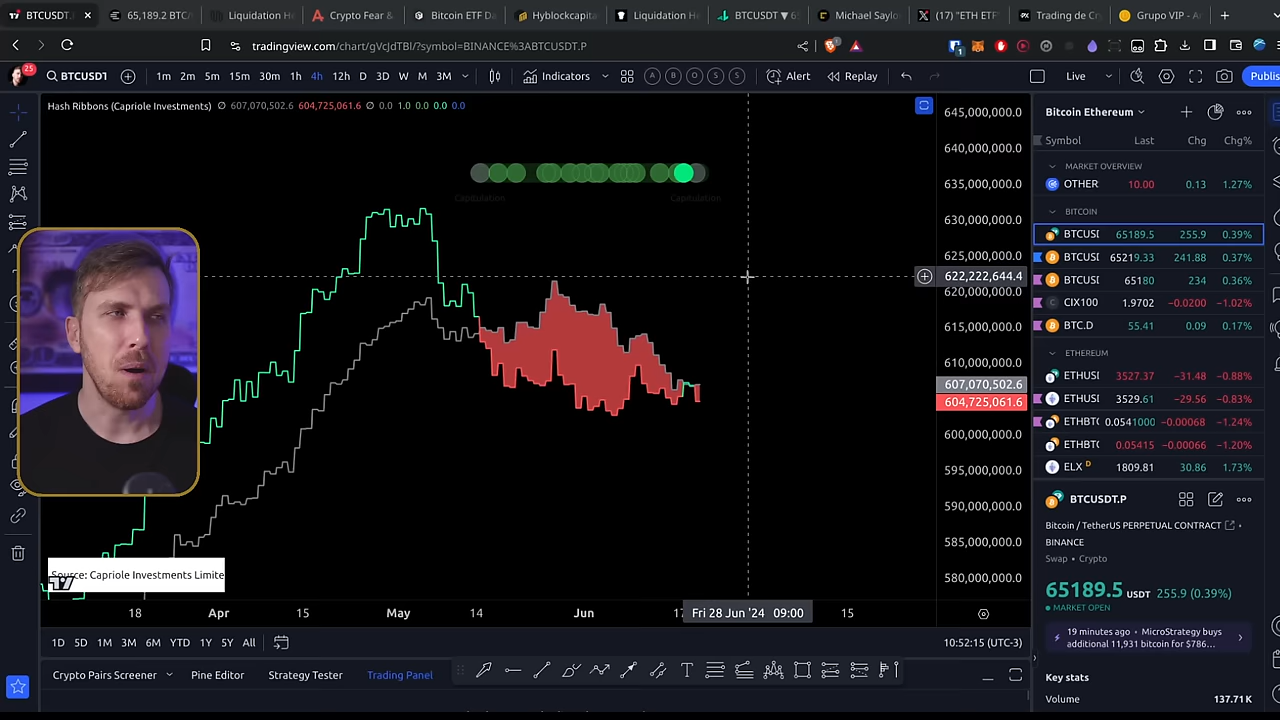 BTCUSDT.P
65,189.2 BTC
Liquidation He
Crypto Fear &
Bitcoin ETF Da
Hyblockcapita
Liquidation He
BTCUSDT ▼ 65
Michael Saylo
(17) "ETH ETF"
Trading de Cr
Grupo VIP - A
tradingview.com/chart/gVcJdTBl/?symbol=BINANCE%3ABTCUSDT.P
25
BTCUSD1
1m 2m 5m 15m 30m 1h 4h 12h D 3D W M 3M
Indicators
A B O S S
Alert
Replay
Live
Publis
Hash Ribbons (Capriole Investments) ∅ 607,070,502.6 604,725,061.6 ∅ 0.0 1.0 0.0 0.0 0.0
Capitulation
Capitulation
645,000,000.0
640,000,000.0
635,000,000.0
630,000,000.0
625,000,000.0
622,222,644.4
620,000,000.0
615,000,000.0
610,000,000.0
607,070,502.6
604,725,061.6
600,000,000.0
595,000,000.0
590,000,000.0
585,000,000.0
580,000,000.0
Source: Capriole Investments Limite
18 Apr 15 May 14 Jun 17 Fri 28 Jun '24 09:00 15
1D 5D 1M 3M 6M YTD 1Y 5Y All
10:52:15 (UTC-3)
Crypto Pairs Screener
Pine Editor
Strategy Tester
Trading Panel
Bitcoin Ethereum
Symbol Last Chg Chg%
MARKET OVERVIEW
OTHER 10.00 0.13 1.27%
BITCOIN
BTCUSI 65189.5 255.9 0.39%
BTCUSI 65219.33 241.88 0.37%
BTCUSI 65180 234 0.36%
CIX100 1.9702 -0.0200 -1.02%
BTC.D 55.41 0.09 0.17%
ETHEREUM
ETHUSI 3527.37 -31.48 -0.88%
ETHUSI 3529.61 -29.56 -0.83%
ETHBT( 0.0541000 -0.00068 -1.24%
ETHBT( 0.05415 -0.00066 -1.20%
ELX D 1809.81 30.86 1.73%
BTCUSDT.P
Bitcoin / TetherUS PERPETUAL CONTRACT
BINANCE
Swap • Crypto
65189.5 USDT 255.9 (0.39%)
MARKET OPEN
19 minutes ago • MicroStrategy buys
additional 11,931 bitcoin for $786...
Key stats
Volume 137.71K